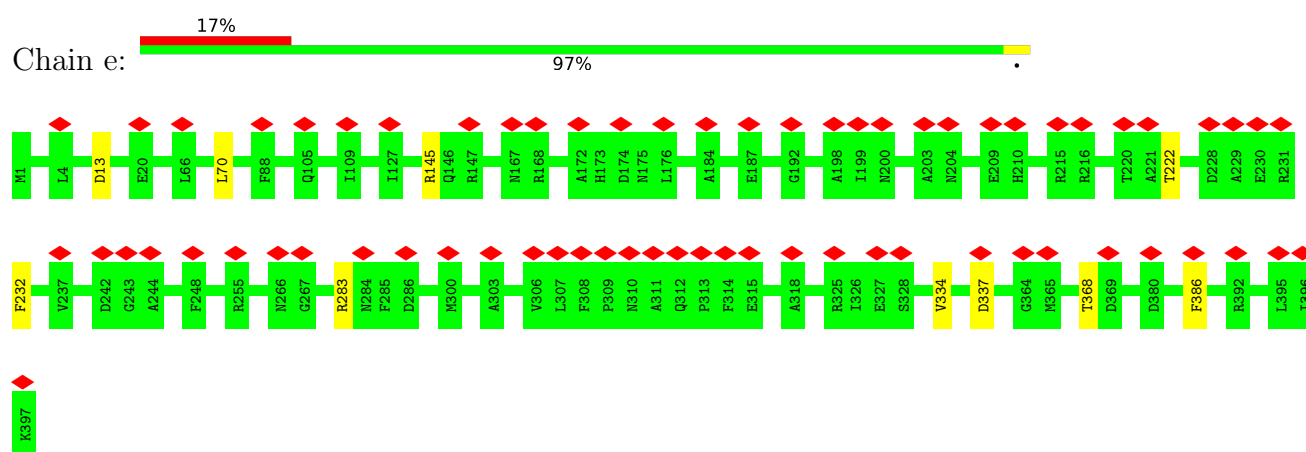 17%
Chain e:
97%
•
M1 L4 D13 E20 L66 L70 F88 Q105 I109 I127 R145 Q146 R147 N167 R168 A172 H173 D174 N175 L176 A184 E187 G192 A198 I199 N200 A203 N204 E209 H210 R215 R216 T220 A221 T222 D228 A229 E230 R231
F232 V237 D242 G243 A244 F248 R255 N266 G267 R283 N284 F285 D286 M300 A303 V306 L307 F308 P309 N310 A311 Q312 P313 F314 E315 A318 R325 I326 E327 S328 V334 D337 G364 M365 T368 D369 D380 F386 R392 L395
K397